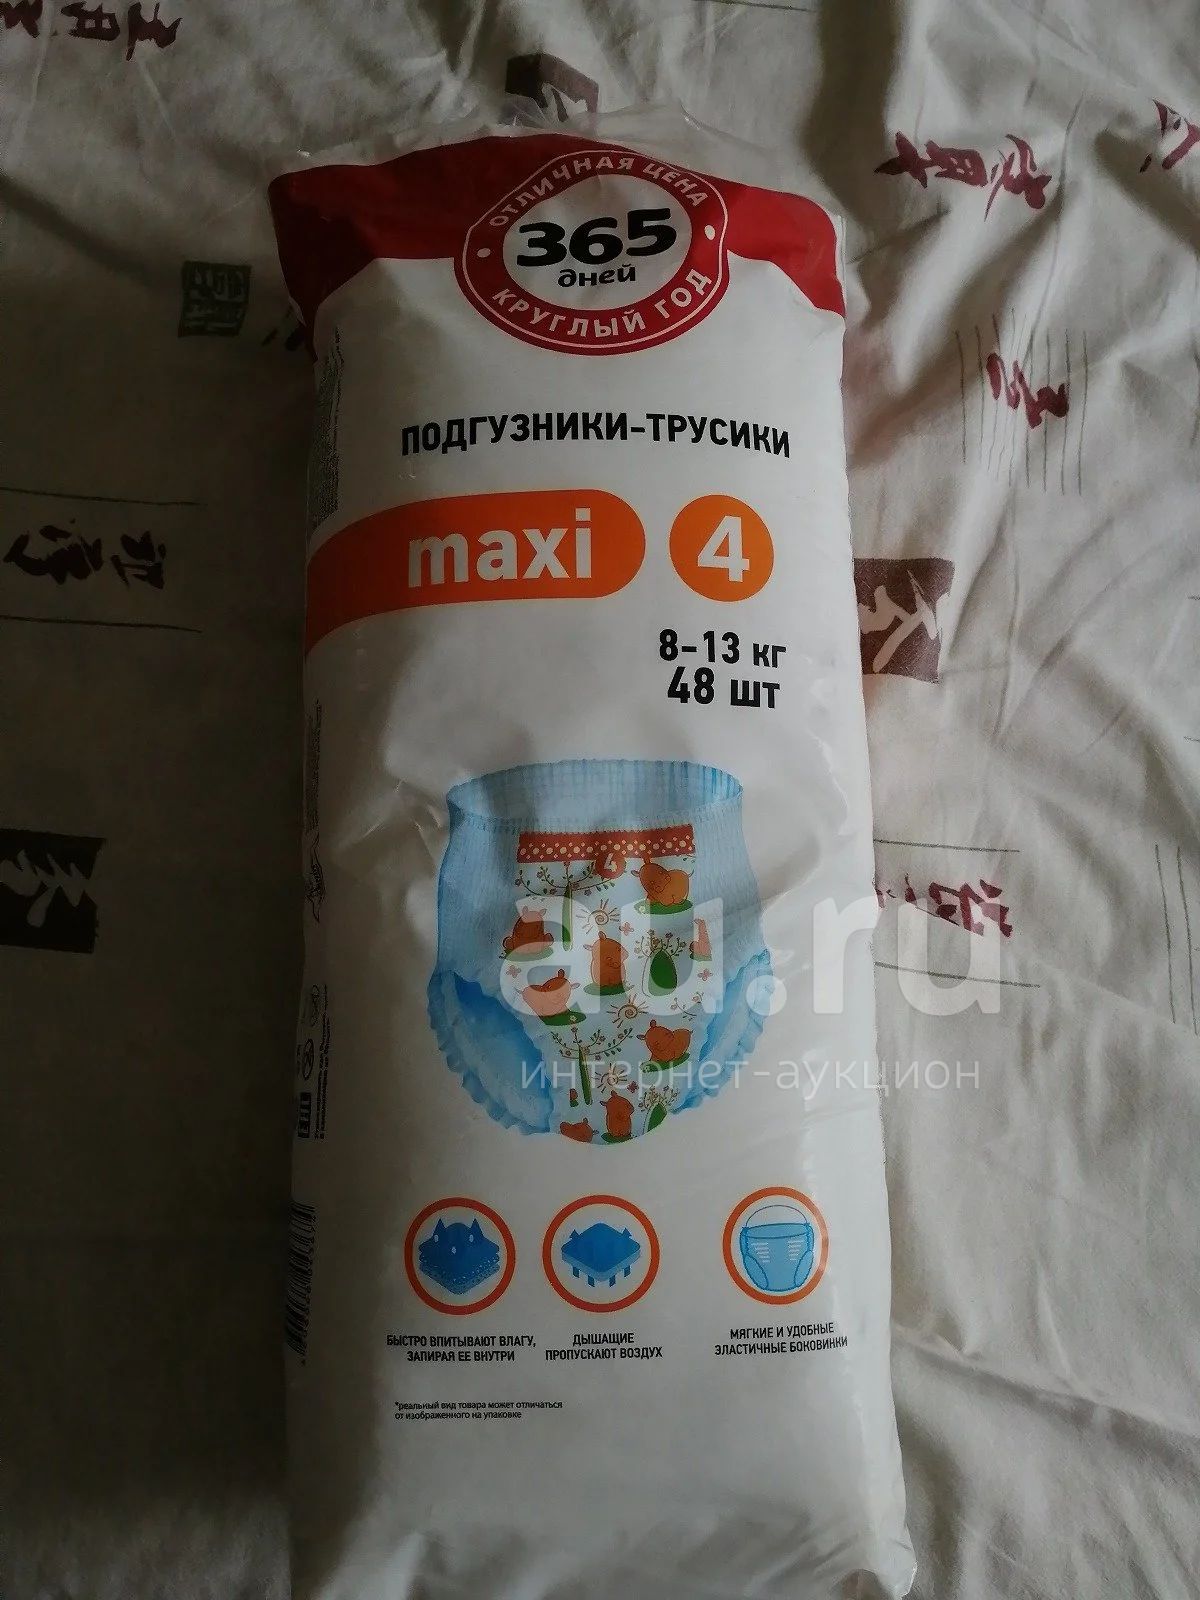 ОТЛИЧНАЯ ЦЕНА
365
дней
КРУГЛЫЙ ГОД
ПОДГУЗНИКИ-ТРУСИКИ
maxi 4
8-13 кг
48 шт
4
au.ru
интернет-аукцион
БЫСТРО ВПИТЫВАЮТ ВЛАГУ,
ЗАПИРАЯ ЕЕ ВНУТРИ
ДЫШАЩИЕ
ПРОПУСКАЮТ ВОЗДУХ
МЯГКИЕ И УДОБНЫЕ
ЭЛАСТИЧНЫЕ БОКОВИНКИ
*реальный вид товара может отличаться
от изображенного на упаковке